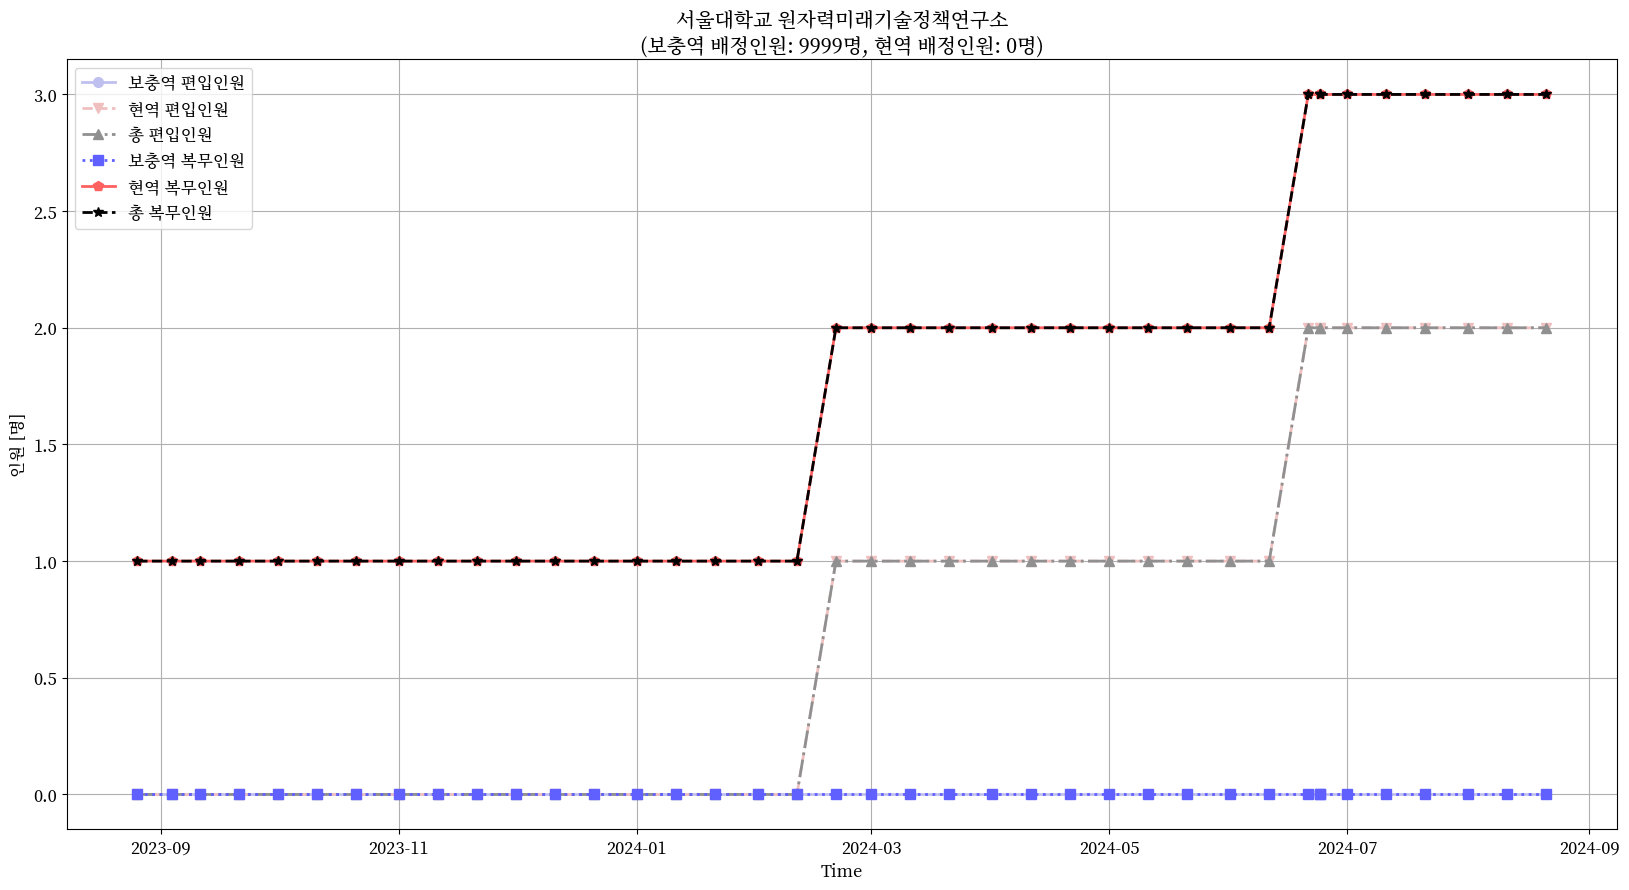 서울대학교 원자력미래기술정책연구소
(보충역 배정인원: 9999명, 현역 배정인원: 0명)
보충역 편입인원
현역 편입인원
총 편입인원
보충역 복무인원
현역 복무인원
총 복무인원
인원 [명]
3.0
2.5
2.0
1.5
1.0
0.5
0.0
2023-09
2023-11
2024-01
2024-03
2024-05
2024-07
2024-09
Time